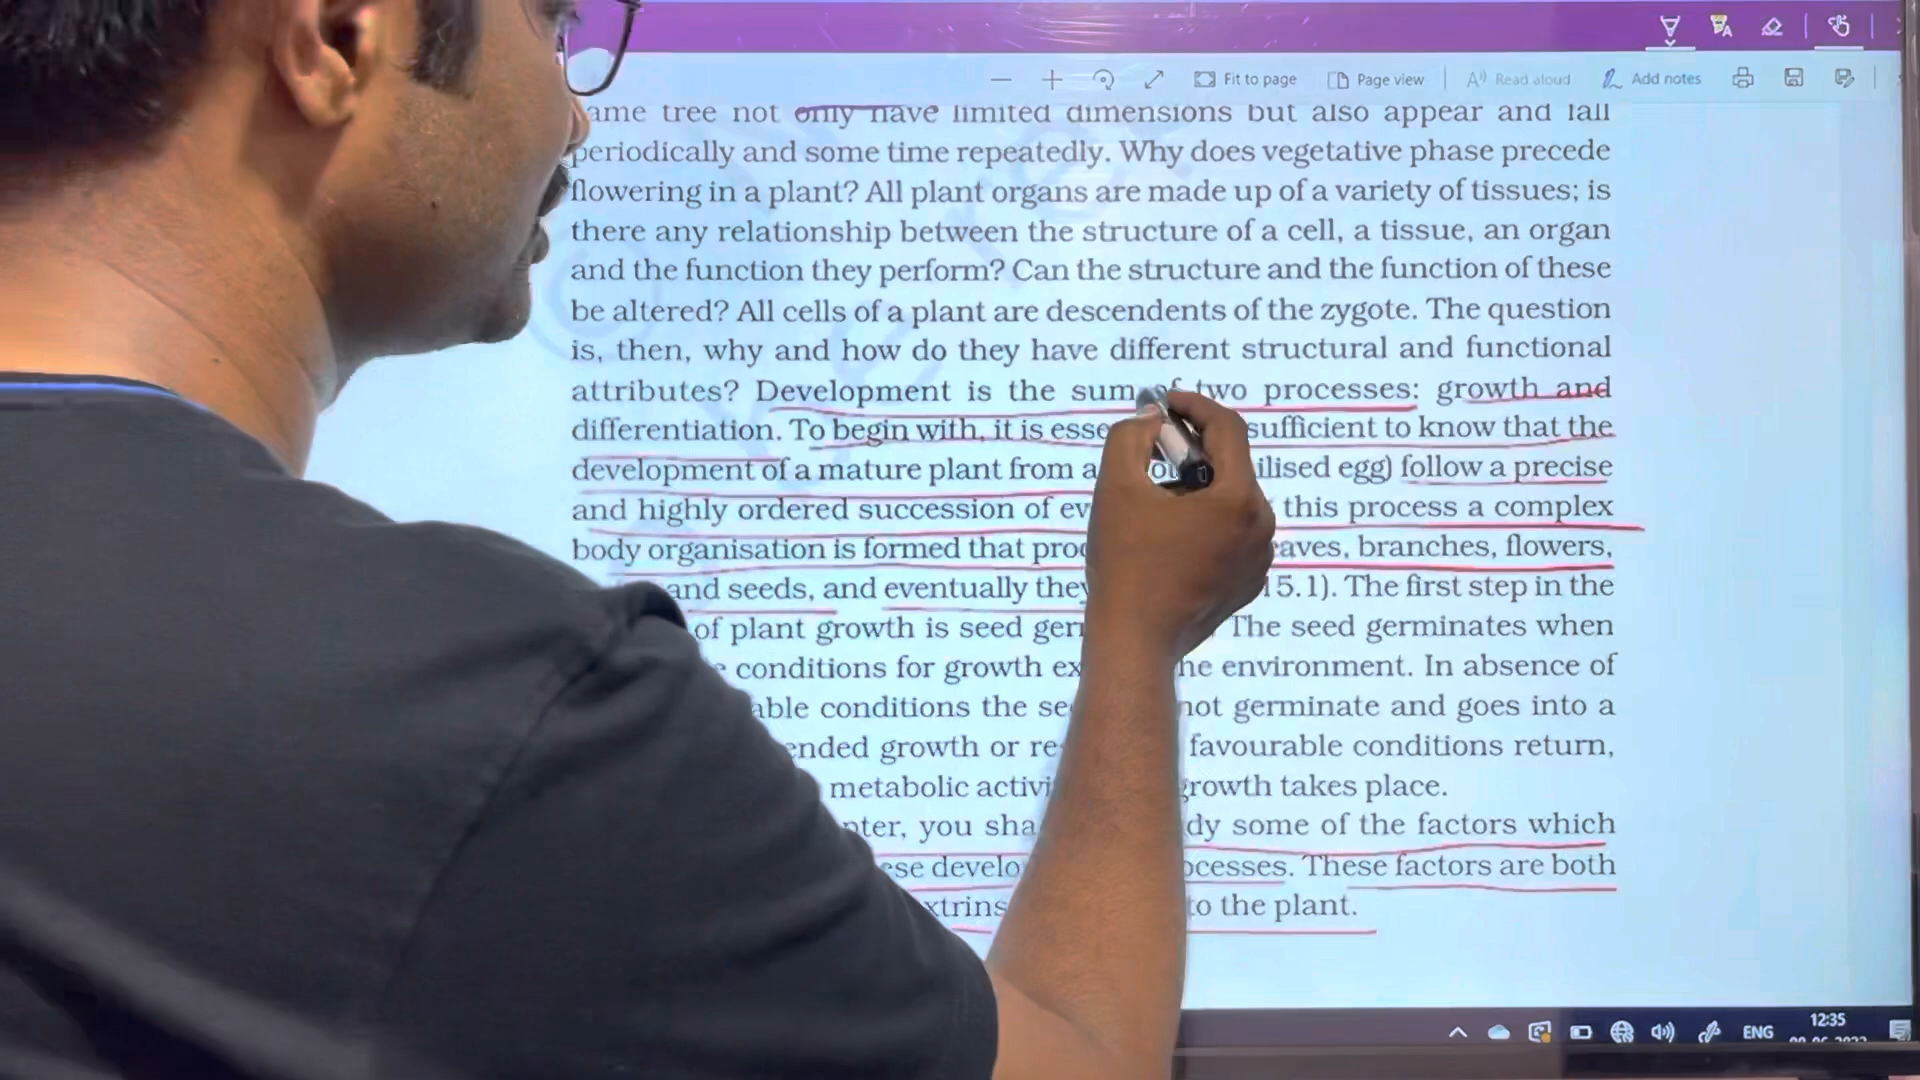 Fit to page Page view Read aloud Add notes
ame tree not only have limited dimensions but also appear and fall
periodically and some time repeatedly. Why does vegetative phase precede
flowering in a plant? All plant organs are made up of a variety of tissues; is
there any relationship between the structure of a cell, a tissue, an organ
and the function they perform? Can the structure and the function of these
be altered? All cells of a plant are descendents of the zygote. The question
is, then, why and how do they have different structural and functional
attributes? Development is the sum of two processes: growth and
differentiation. To begin with, it is esse sufficient to know that the
development of a mature plant from a ilised egg) follow a precise
and highly ordered succession of ev this process a complex
body organisation is formed that pro eaves, branches, flowers,
and seeds, and eventually they 15.1). The first step in the
of plant growth is seed ger The seed germinates when
conditions for growth ex he environment. In absence of
able conditions the se not germinate and goes into a
ended growth or re favourable conditions return,
metabolic activi growth takes place.
pter, you sha dy some of the factors which
ese develo ocesses. These factors are both
xtrins to the plant.
ENG 12:35